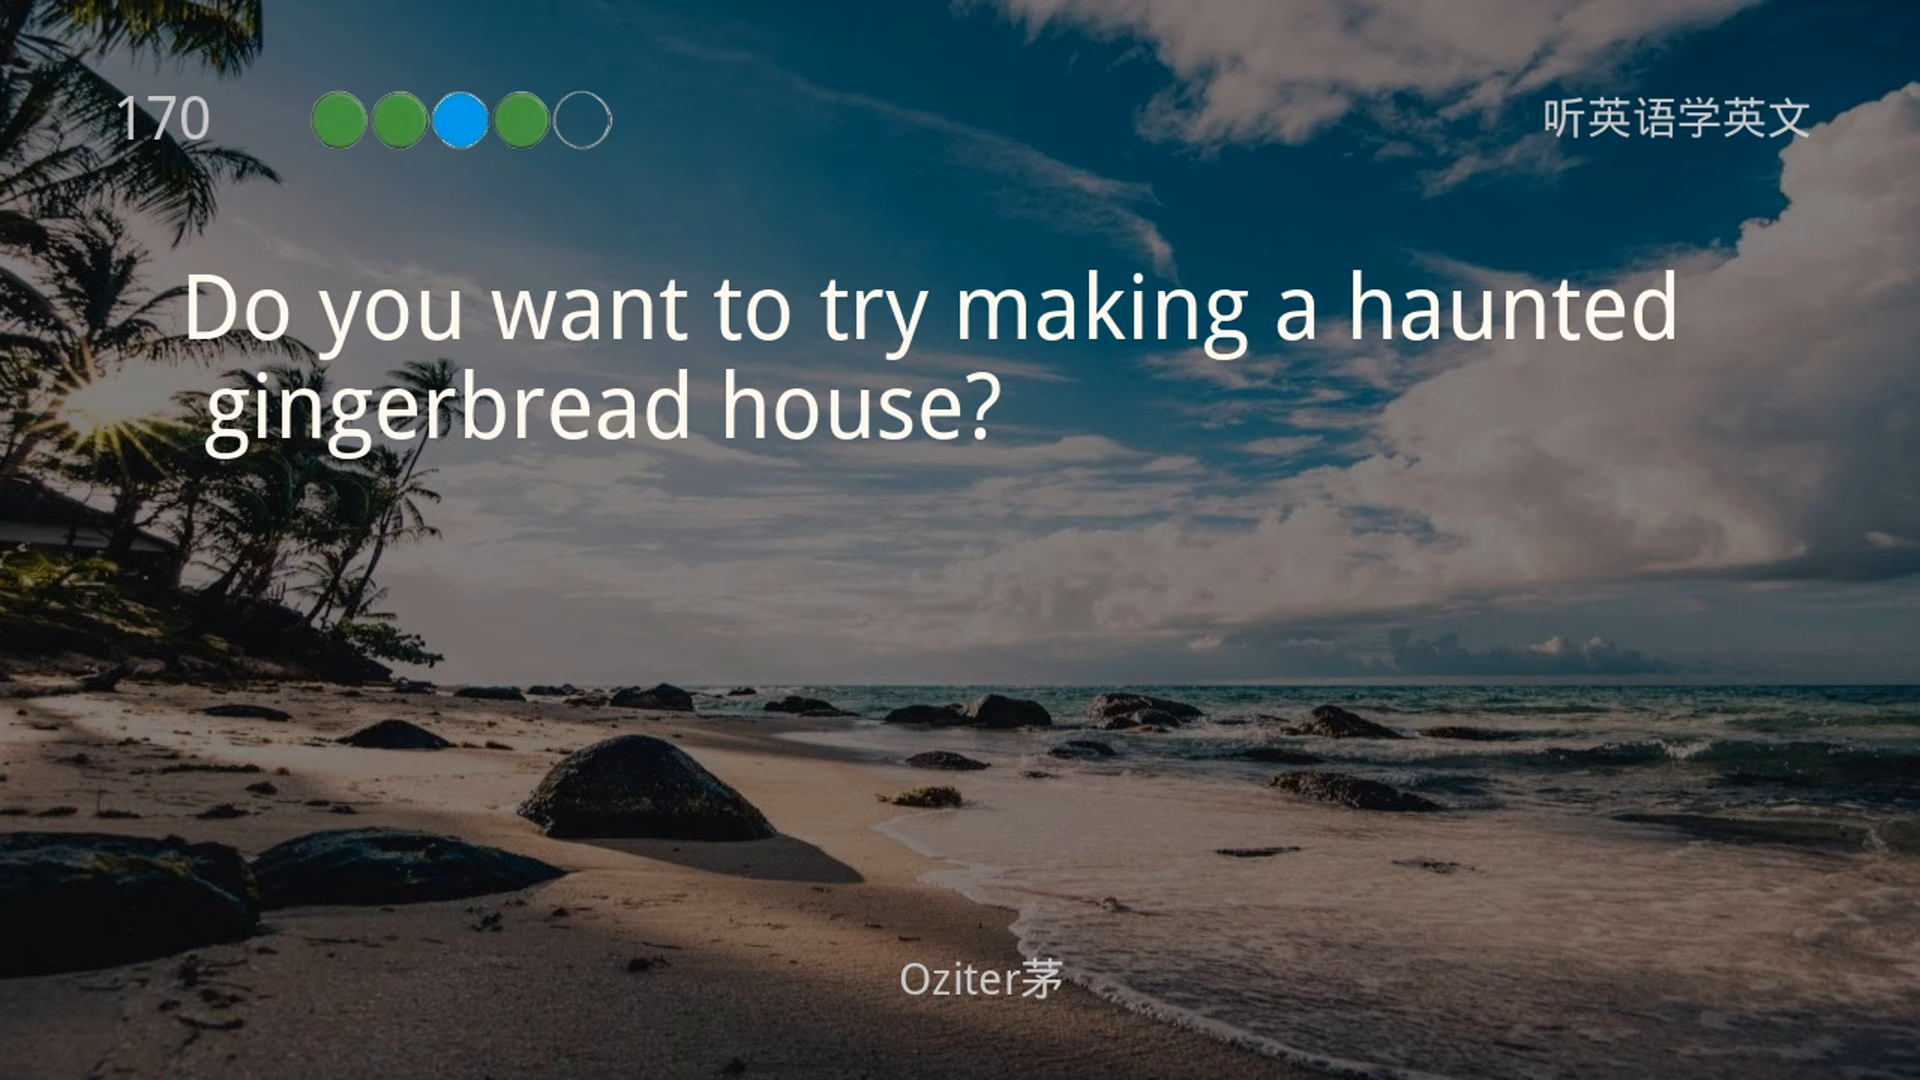 170
听英语学英文
Do you want to try making a haunted
gingerbread house?
Oziter茅